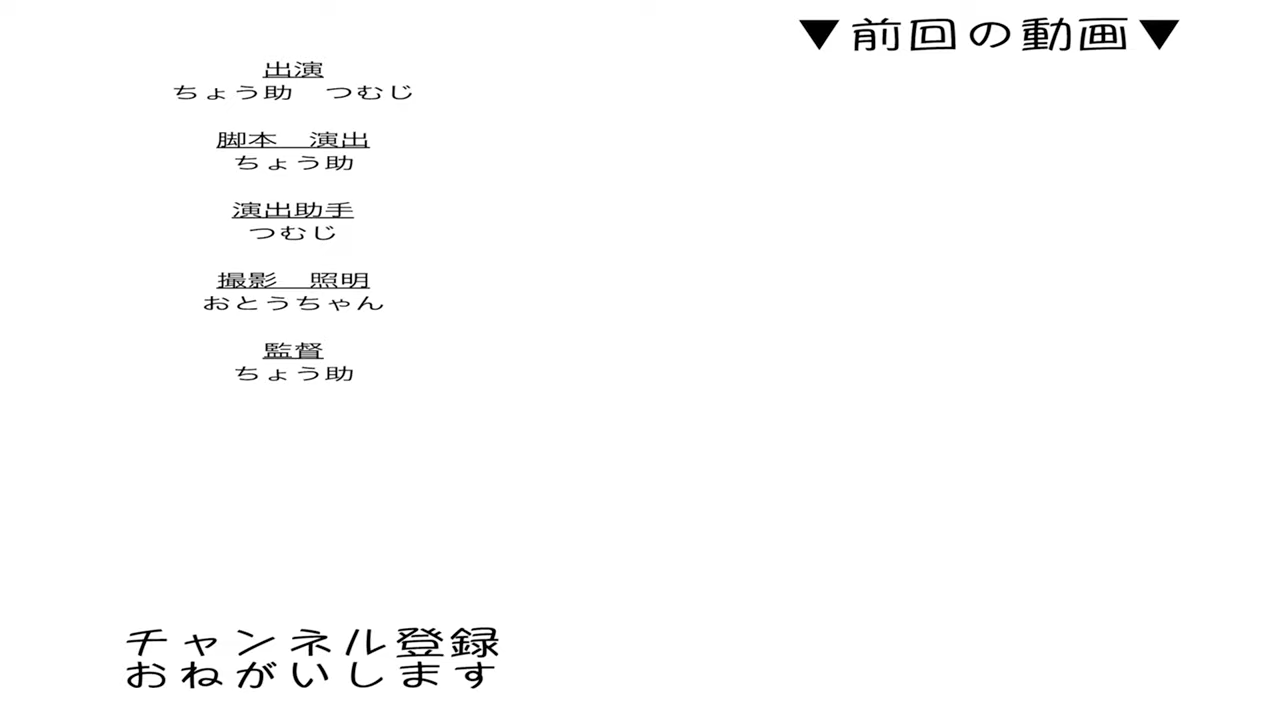 ▼前回の動画▼
出演
ちょう助　つむじ
脚本　演出
ちょう助
演出助手
つむじ
撮影　照明
おとうちゃん
監督
ちょう助
チャンネル登録
おねがいします